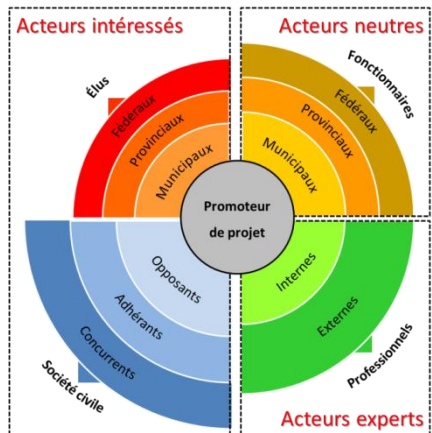 Acteurs intéressés
Acteurs neutres
Élus
Féderaux
Provinciaux
Municipaux
Fonctionnaires
Fédéraux
Provinciaux
Municipaux
Promoteur
de projet
Opposants
Adhérants
Concurrents
Société civile
Internes
Externes
Professionnels
Acteurs experts